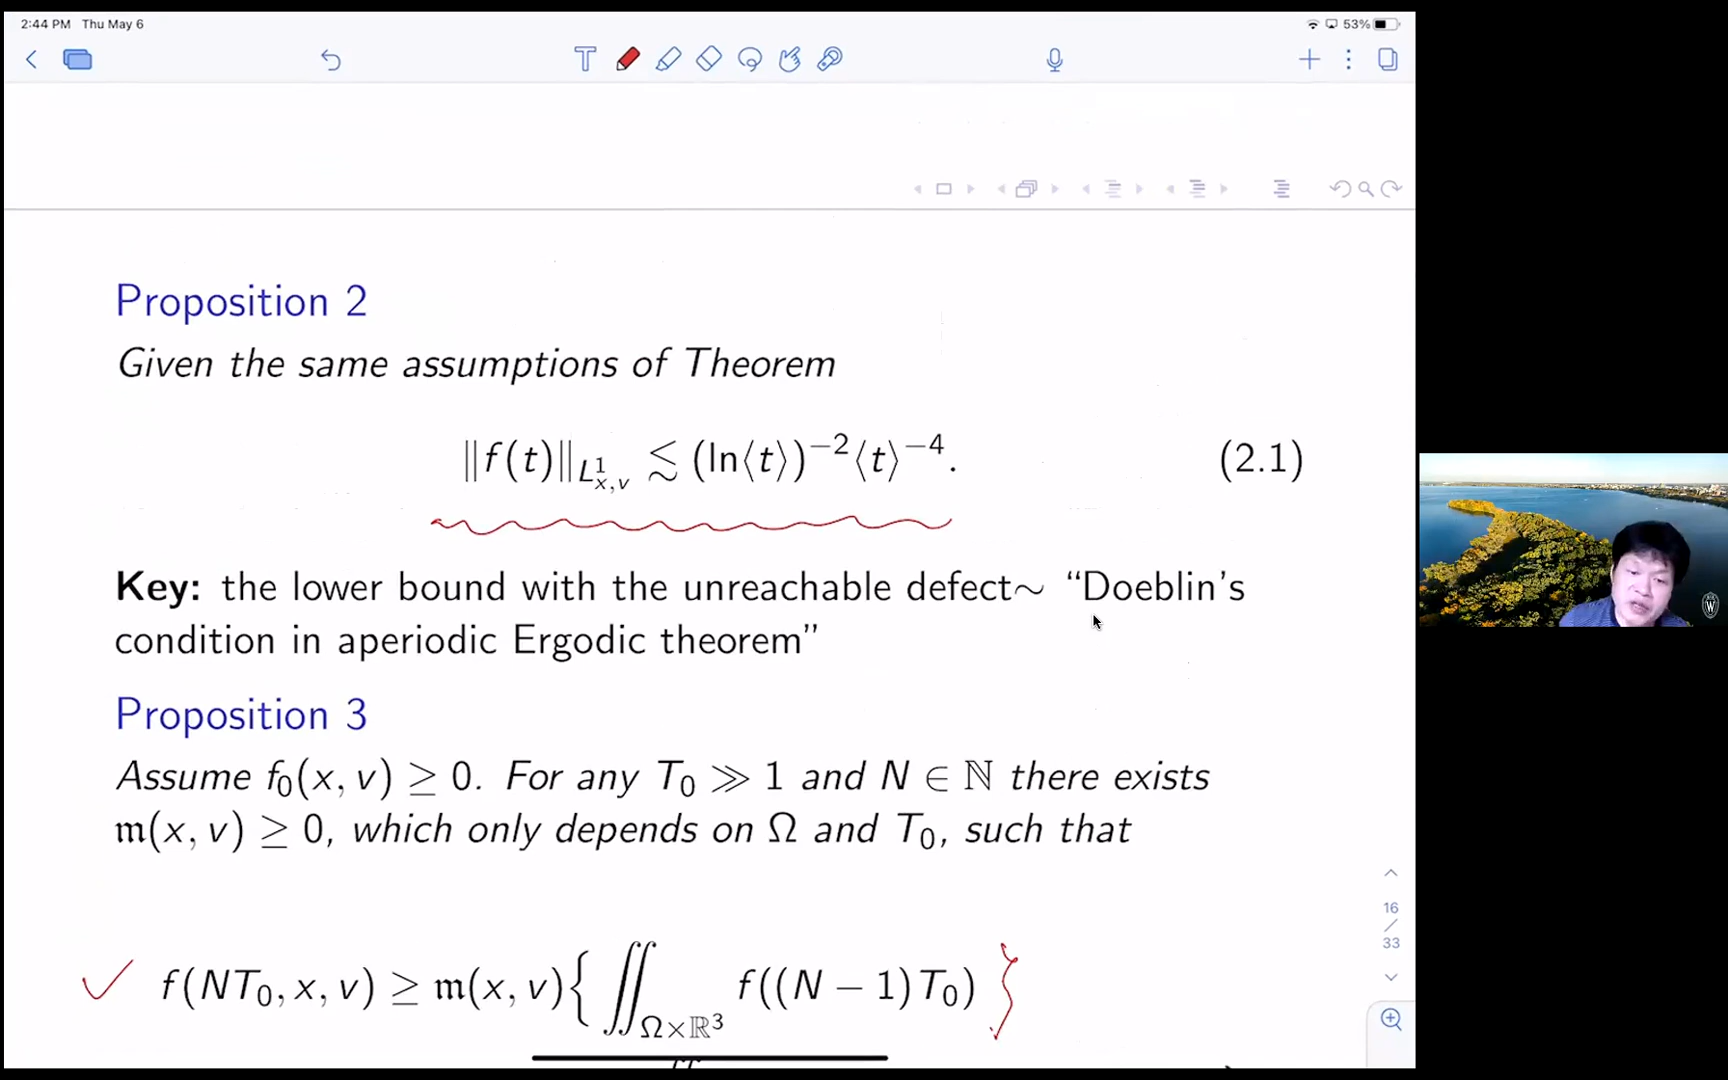 2:44 PM Thu May 6
53%
T
Proposition 2
Given the same assumptions of Theorem
‖f(t)‖_{L^1_{x,v}} ≲ (ln⟨t⟩)^{−2}⟨t⟩^{−4}. (2.1)
Key: the lower bound with the unreachable defect∼ “Doeblin’s
condition in aperiodic Ergodic theorem”
Proposition 3
Assume f_0(x, v) ≥ 0. For any T_0 ≫ 1 and N ∈ ℕ there exists
𝔪(x, v) ≥ 0, which only depends on Ω and T_0, such that
✓ f(NT_0, x, v) ≥ 𝔪(x, v){ ∬_{Ω×ℝ^3} f((N − 1)T_0) }
16
/
33
W